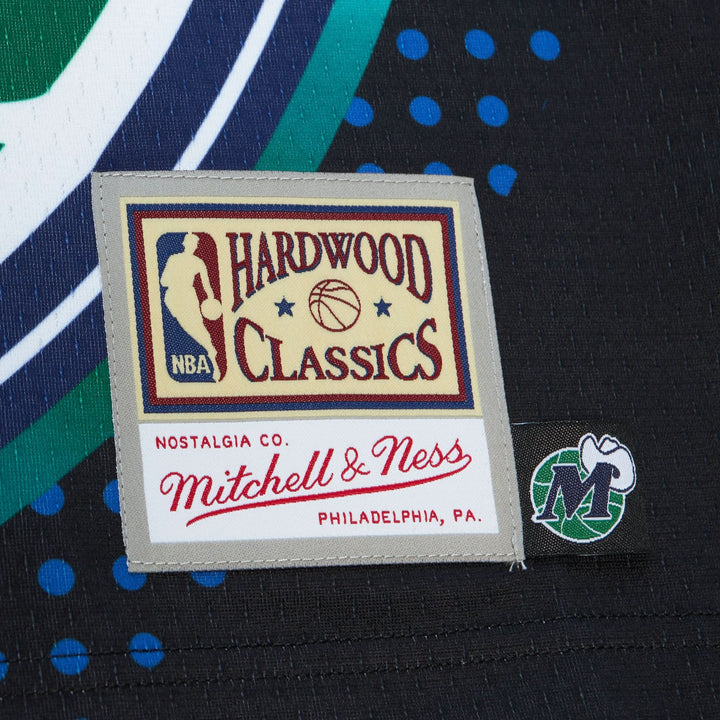 HARDWOOD
CLASSICS
NBA
NOSTALGIA CO.
Mitchell & Ness
PHILADELPHIA, PA.
M